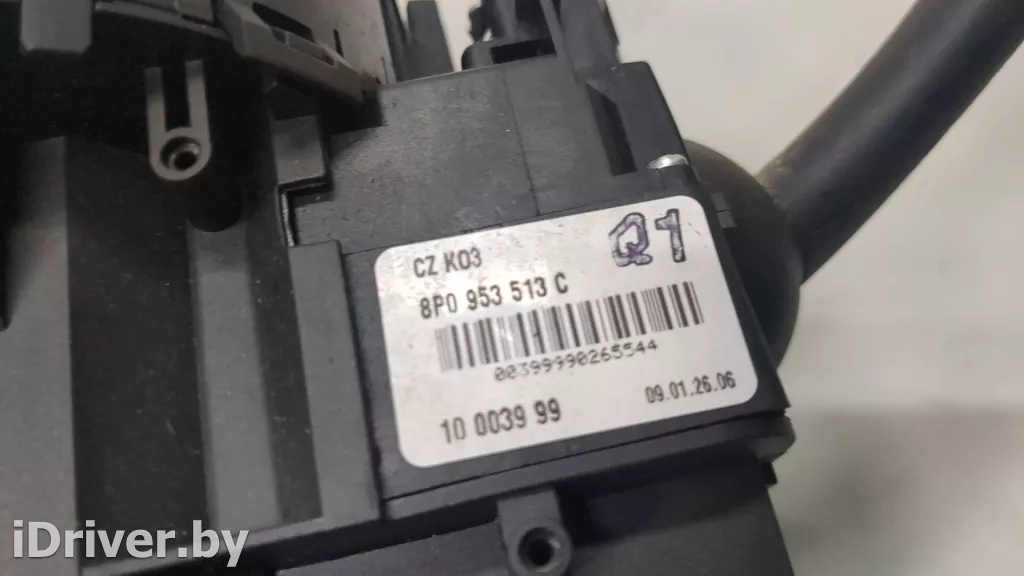 CZ K03
Q1
8P0 953 513 C
00399990265544
10 0039 99
09.01.26.06
iDriver.by